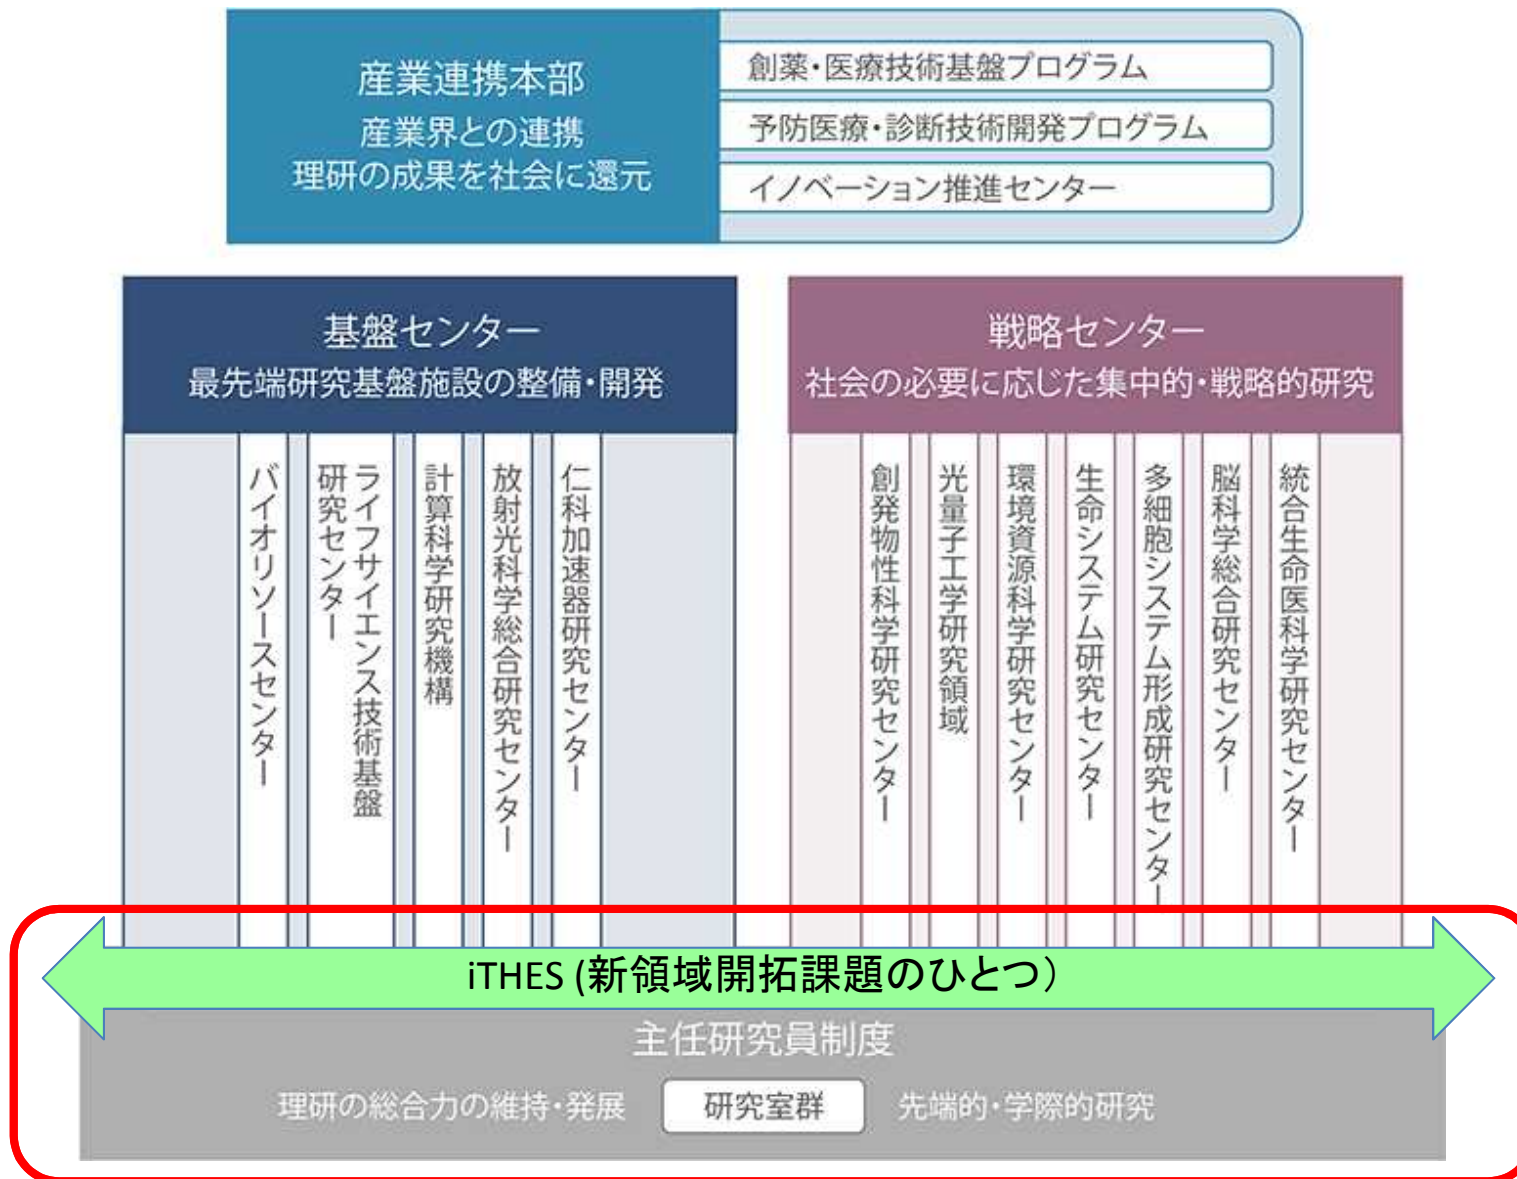 産業連携本部
産業界との連携
理研の成果を社会に還元
創薬・医療技術基盤プログラム
予防医療・診断技術開発プログラム
イノベーション推進センター
基盤センター
最先端研究基盤施設の整備・開発
バイオリソースセンター
ライフサイエンス技術基盤
研究センター
計算科学研究機構
放射光科学総合研究センター
仁科加速器研究センター
戦略センター
社会の必要に応じた集中的・戦略的研究
創発物性科学研究センター
光量子工学研究領域
環境資源科学研究センター
生命システム研究センター
多細胞システム形成研究センター
脳科学総合研究センター
統合生命医科学研究センター
iTHES (新領域開拓課題のひとつ）
主任研究員制度
理研の総合力の維持・発展
研究室群
先端的・学際的研究